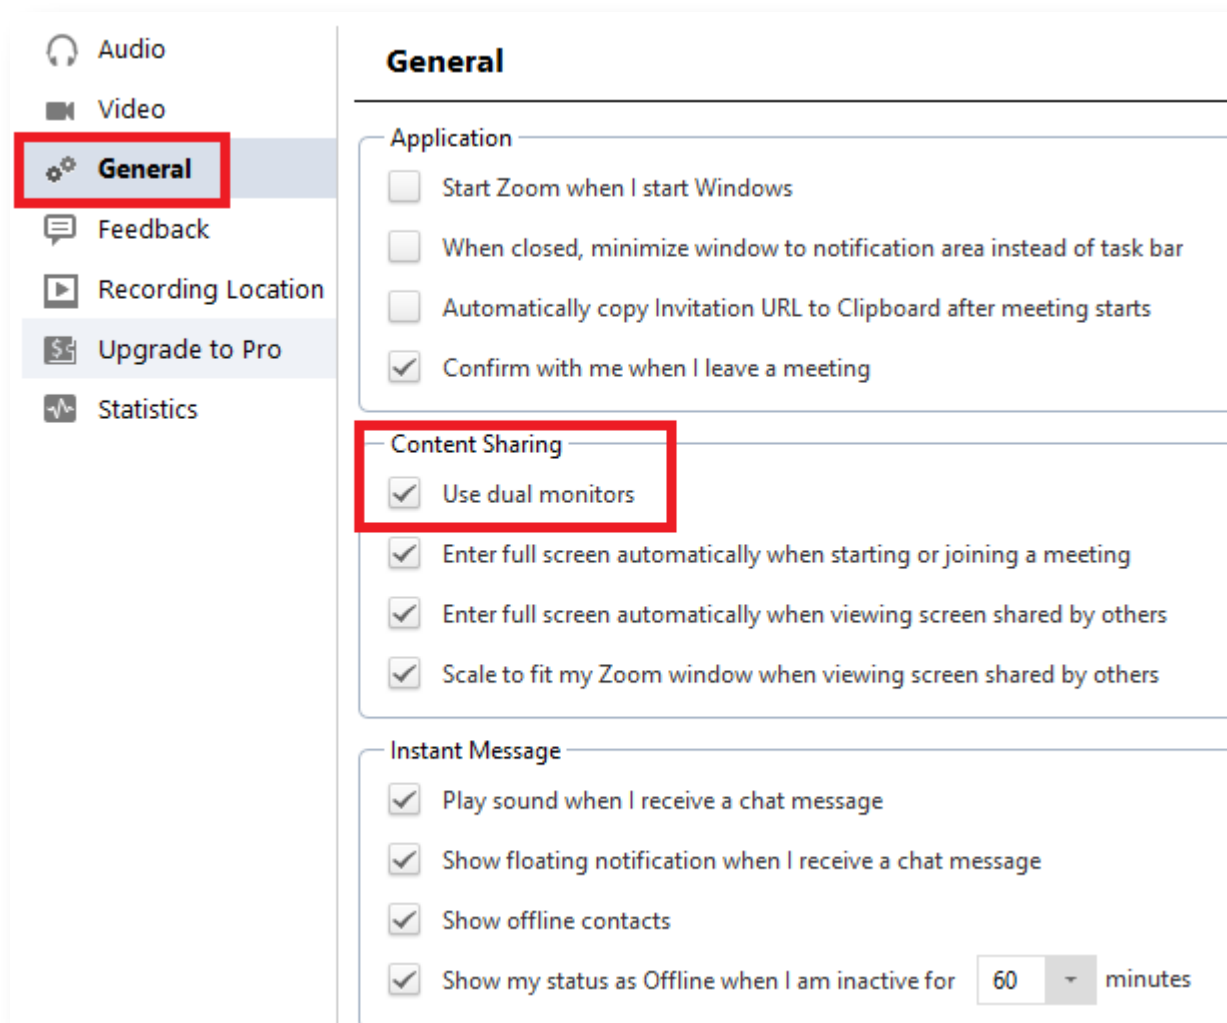 Audio
Video
General
Feedback
Recording Location
Upgrade to Pro
Statistics
General
Application
Start Zoom when I start Windows
When closed, minimize window to notification area instead of task bar
Automatically copy Invitation URL to Clipboard after meeting starts
Confirm with me when I leave a meeting
Content Sharing
Use dual monitors
Enter full screen automatically when starting or joining a meeting
Enter full screen automatically when viewing screen shared by others
Scale to fit my Zoom window when viewing screen shared by others
Instant Message
Play sound when I receive a chat message
Show floating notification when I receive a chat message
Show offline contacts
Show my status as Offline when I am inactive for 60 minutes